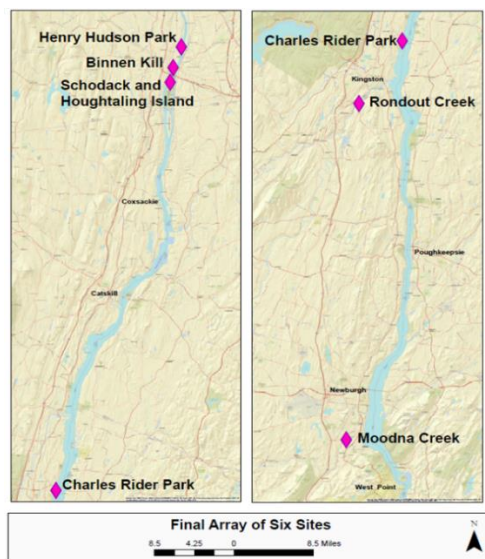 Henry Hudson Park
Binnen Kill
Schodack and
Houghtaling Island
Coxsackie
Catskill
Charles Rider Park
Charles Rider Park
Kingston
Rondout Creek
Poughkeepsie
Newburgh
Moodna Creek
West Point
Final Array of Six Sites
8.5 4.25 0 8.5 Miles
N